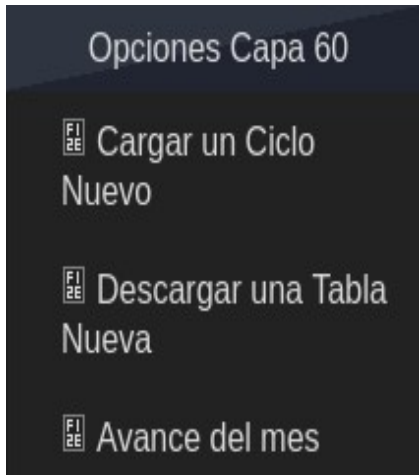 Opciones Capa 60
Cargar un Ciclo
Nuevo
Descargar una Tabla
Nueva
Avance del mes